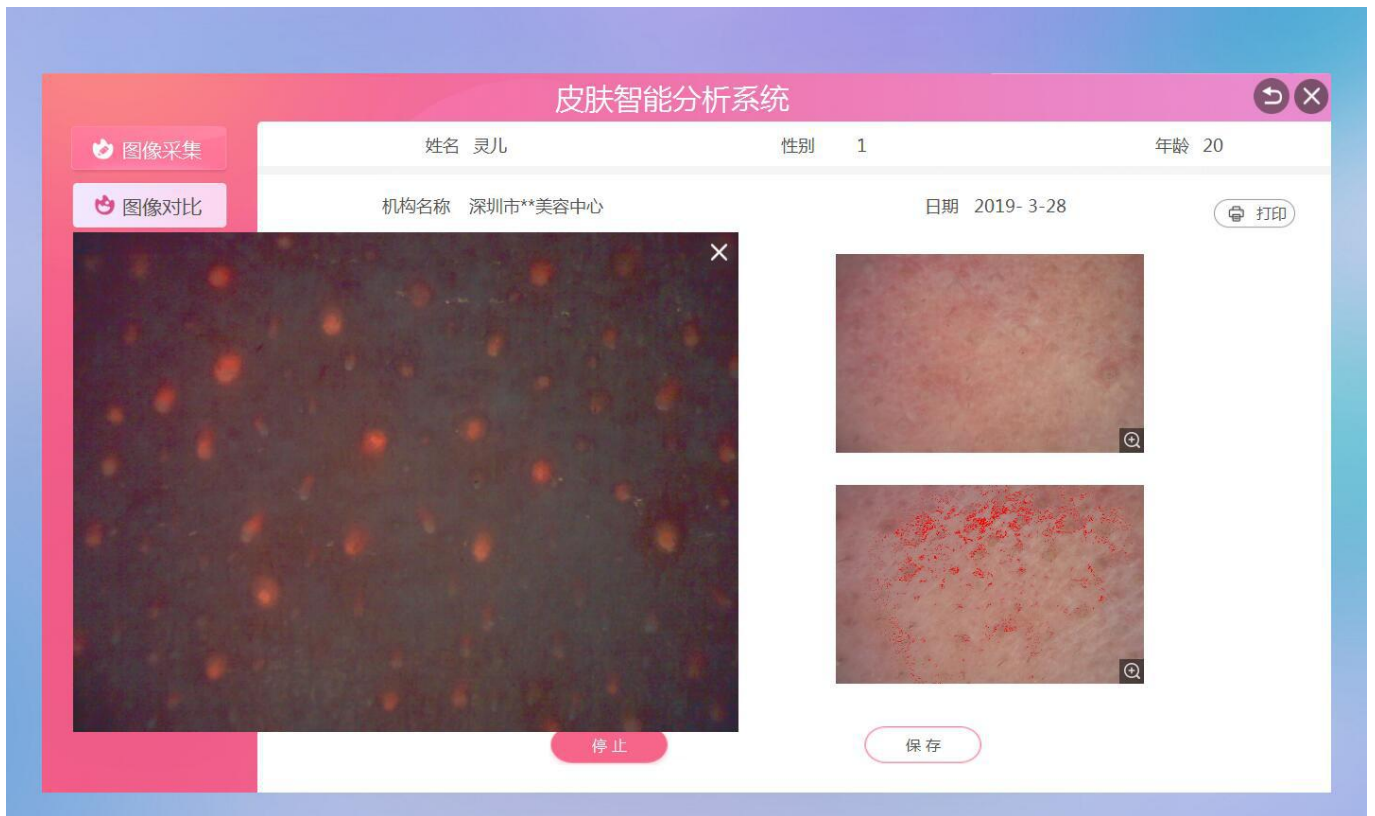 皮肤智能分析系统
图像采集
姓名 灵儿 性别 1 年龄 20
图像对比
机构名称 深圳市**美容中心 日期 2019- 3-28 打印
停止 保存